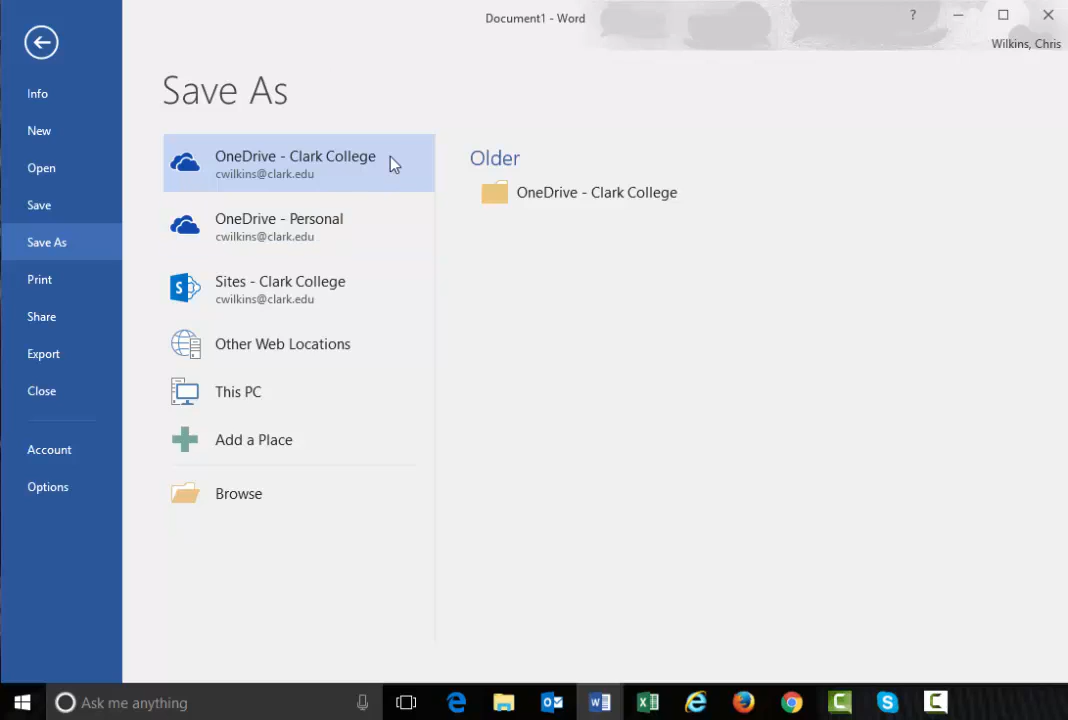 Document1 - Word
?
Wilkins, Chris
Info
New
Open
Save
Save As
Print
Share
Export
Close
Account
Options
Save As
OneDrive - Clark College
cwilkins@clark.edu
OneDrive - Personal
cwilkins@clark.edu
Sites - Clark College
cwilkins@clark.edu
Other Web Locations
This PC
Add a Place
Browse
Older
OneDrive - Clark College
Ask me anything